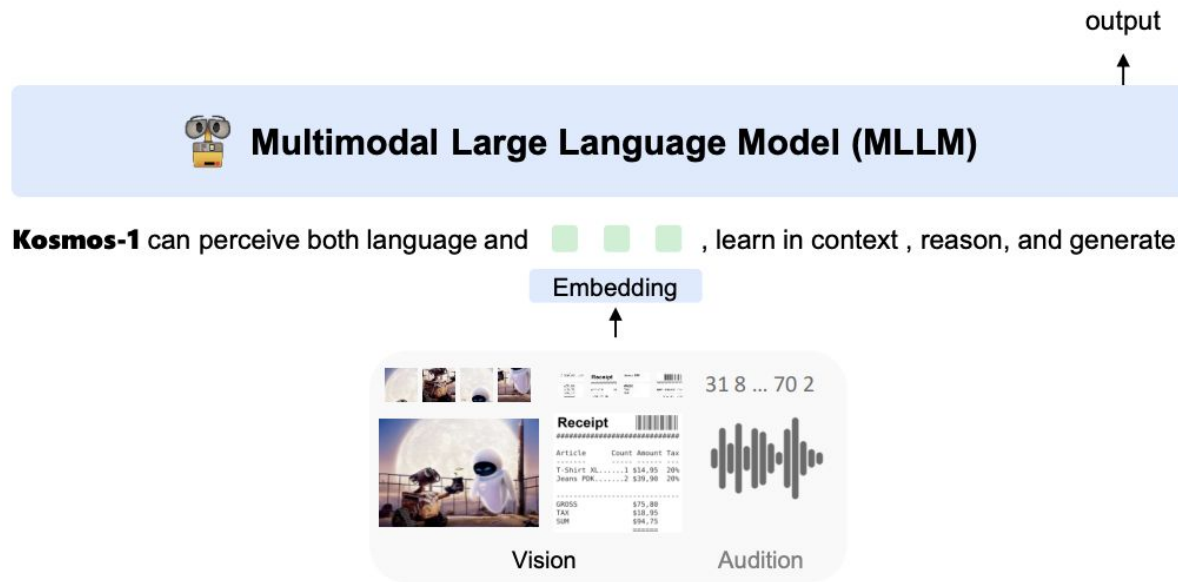 output
Multimodal Large Language Model (MLLM)
Kosmos-1 can perceive both language and , learn in context , reason, and generate
Embedding
Receipt
31 8 ... 70 2
Receipt
##############################
Article Count Amount Tax
------- ----- ------ ---
T-Shirt XL......1 $14,95 20%
Jeans PDK.......2 $39,90 20%
------------------------------
GROSS $75,80
TAX $18,95
SUM $94,75
======
Vision Audition